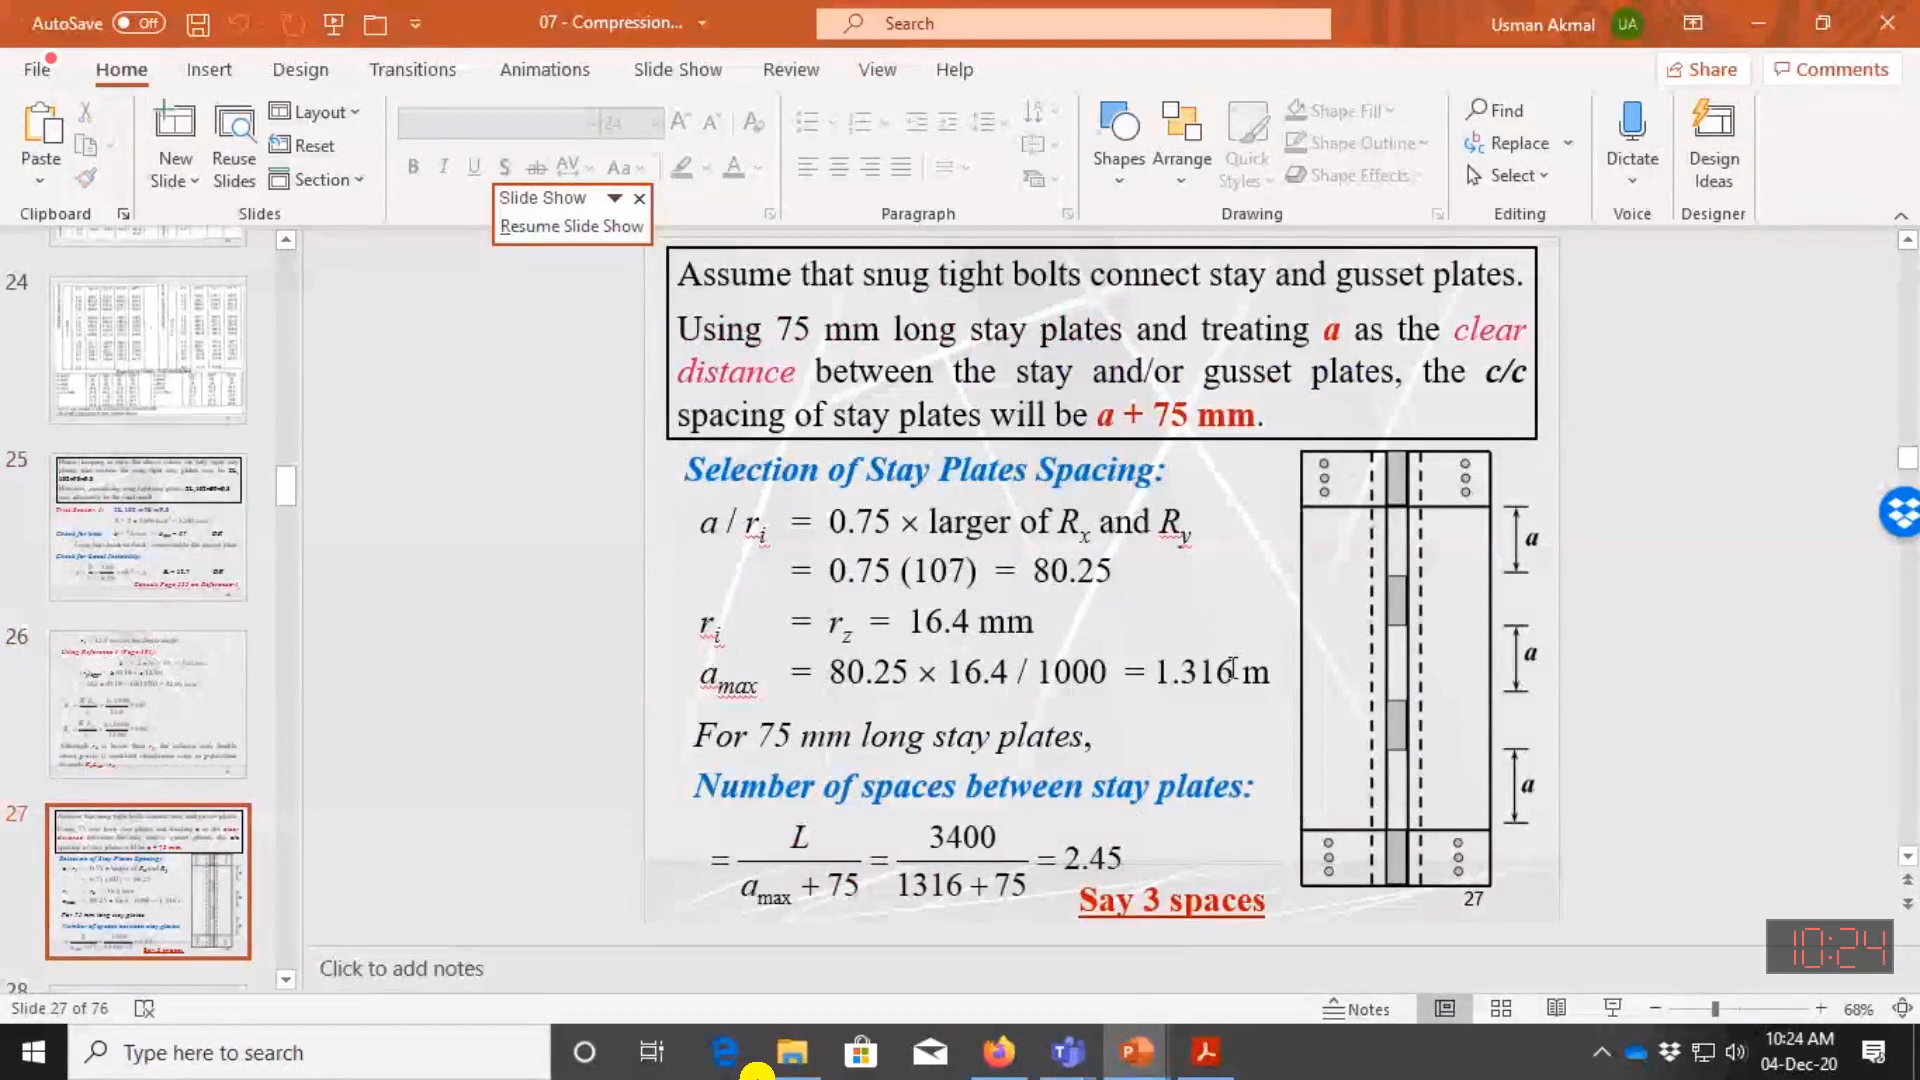 AutoSave Off 07 - Compression... Search Usman Akmal UA
File Home Insert Design Transitions Animations Slide Show Review View Help Share Comments
Paste New Slide Reuse Slides Layout Reset Section 24 Shapes Arrange Quick Styles Shape Fill Shape Outline Shape Effects Find Replace Select Dictate Design Ideas
Clipboard Slides Paragraph Drawing Editing Voice Designer
Slide Show
Resume Slide Show
24
25
26
27
28
Assume that snug tight bolts connect stay and gusset plates.
Using 75 mm long stay plates and treating a as the clear
distance between the stay and/or gusset plates, the c/c
spacing of stay plates will be a + 75 mm.
Selection of Stay Plates Spacing:
a / ri = 0.75 × larger of Rx and Ry
= 0.75 (107) = 80.25
ri = rz = 16.4 mm
amax = 80.25 × 16.4 / 1000 = 1.316 m
For 75 mm long stay plates,
Number of spaces between stay plates:
= L / (amax + 75) = 3400 / (1316 + 75) = 2.45
Say 3 spaces
a
a
a
27
10:24
Click to add notes
Slide 27 of 76 Notes 68%
Type here to search 10:24 AM
04-Dec-20